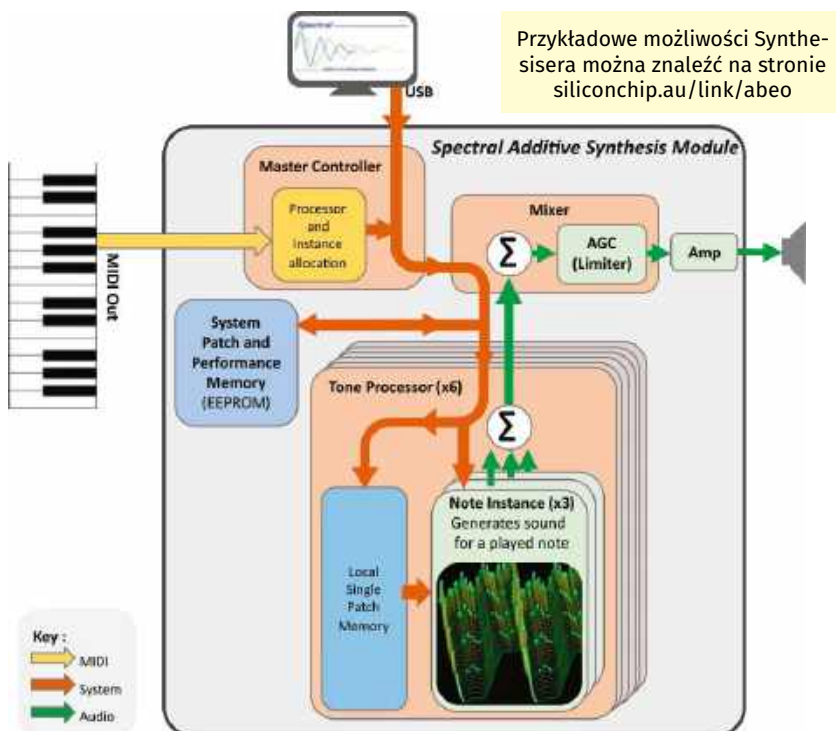 Przykładowe możliwości Synthe-
sisera można znaleźć na stronie
siliconchip.au/link/abeo
Spectral
USB
Spectral Additive Synthesis Module
Master Controller
Processor
and
Instance
allocation
MIDI Out
Mixer
Σ
AGC
(Limiter)
Amp
System
Patch and
Performance
Memory
(EEPROM)
Tone Processor (x6)
Σ
Note Instance (x3)
Generates sound
for a played note
Local
Single
Patch
Memory
Key :
MIDI
System
Audio